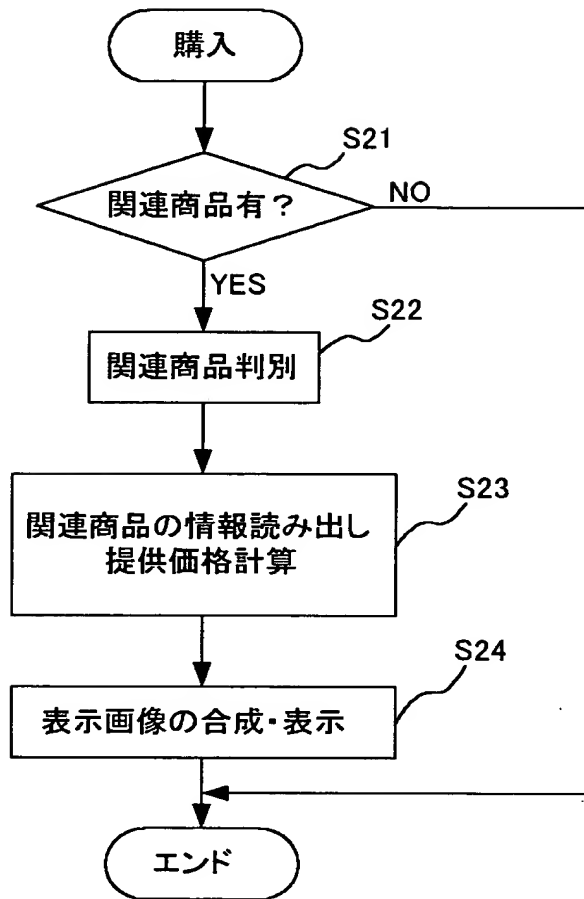 購入
S21
関連商品有？
NO
YES
S22
関連商品判別
S23
関連商品の情報読み出し
提供価格計算
S24
表示画像の合成・表示
エンド